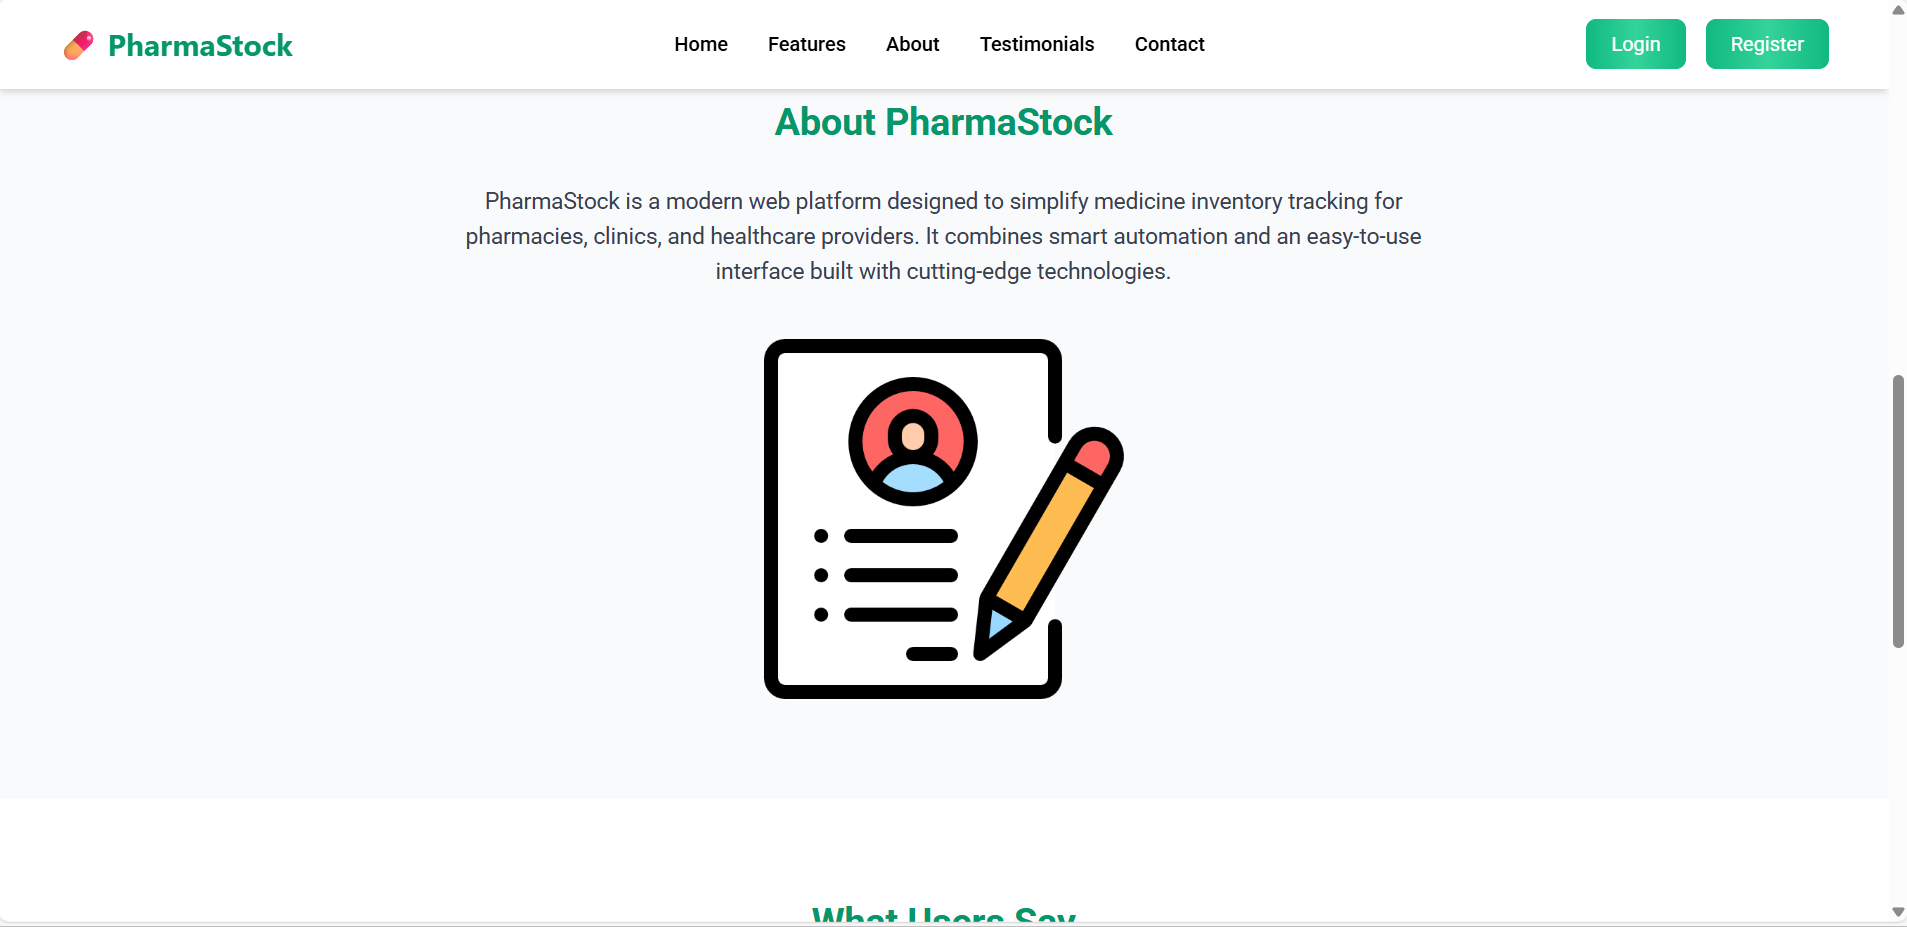 PharmaStock
Home
Features
About
Testimonials
Contact
Login
Register
About PharmaStock
PharmaStock is a modern web platform designed to simplify medicine inventory tracking for
pharmacies, clinics, and healthcare providers. It combines smart automation and an easy-to-use
interface built with cutting-edge technologies.
What Users Say